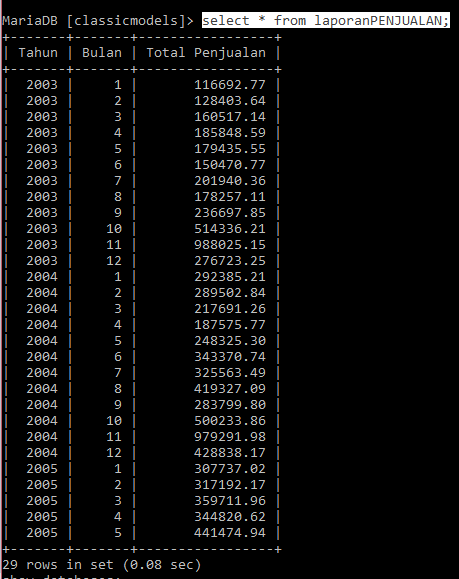 MariaDB [classicmodels]> select * from laporanPENJUALAN;
+-------+-------+-----------------+
| Tahun | Bulan | Total Penjualan |
+-------+-------+-----------------+
|  2003 |     1 |       116692.77 |
|  2003 |     2 |       128403.64 |
|  2003 |     3 |       160517.14 |
|  2003 |     4 |       185848.59 |
|  2003 |     5 |       179435.55 |
|  2003 |     6 |       150470.77 |
|  2003 |     7 |       201940.36 |
|  2003 |     8 |       178257.11 |
|  2003 |     9 |       236697.85 |
|  2003 |    10 |       514336.21 |
|  2003 |    11 |       988025.15 |
|  2003 |    12 |       276723.25 |
|  2004 |     1 |       292385.21 |
|  2004 |     2 |       289502.84 |
|  2004 |     3 |       217691.26 |
|  2004 |     4 |       187575.77 |
|  2004 |     5 |       248325.30 |
|  2004 |     6 |       343370.74 |
|  2004 |     7 |       325563.49 |
|  2004 |     8 |       419327.09 |
|  2004 |     9 |       283799.80 |
|  2004 |    10 |       500233.86 |
|  2004 |    11 |       979291.98 |
|  2004 |    12 |       428838.17 |
|  2005 |     1 |       307737.02 |
|  2005 |     2 |       317192.17 |
|  2005 |     3 |       359711.96 |
|  2005 |     4 |       344820.62 |
|  2005 |     5 |       441474.94 |
+-------+-------+-----------------+
29 rows in set (0.08 sec)
show databases;